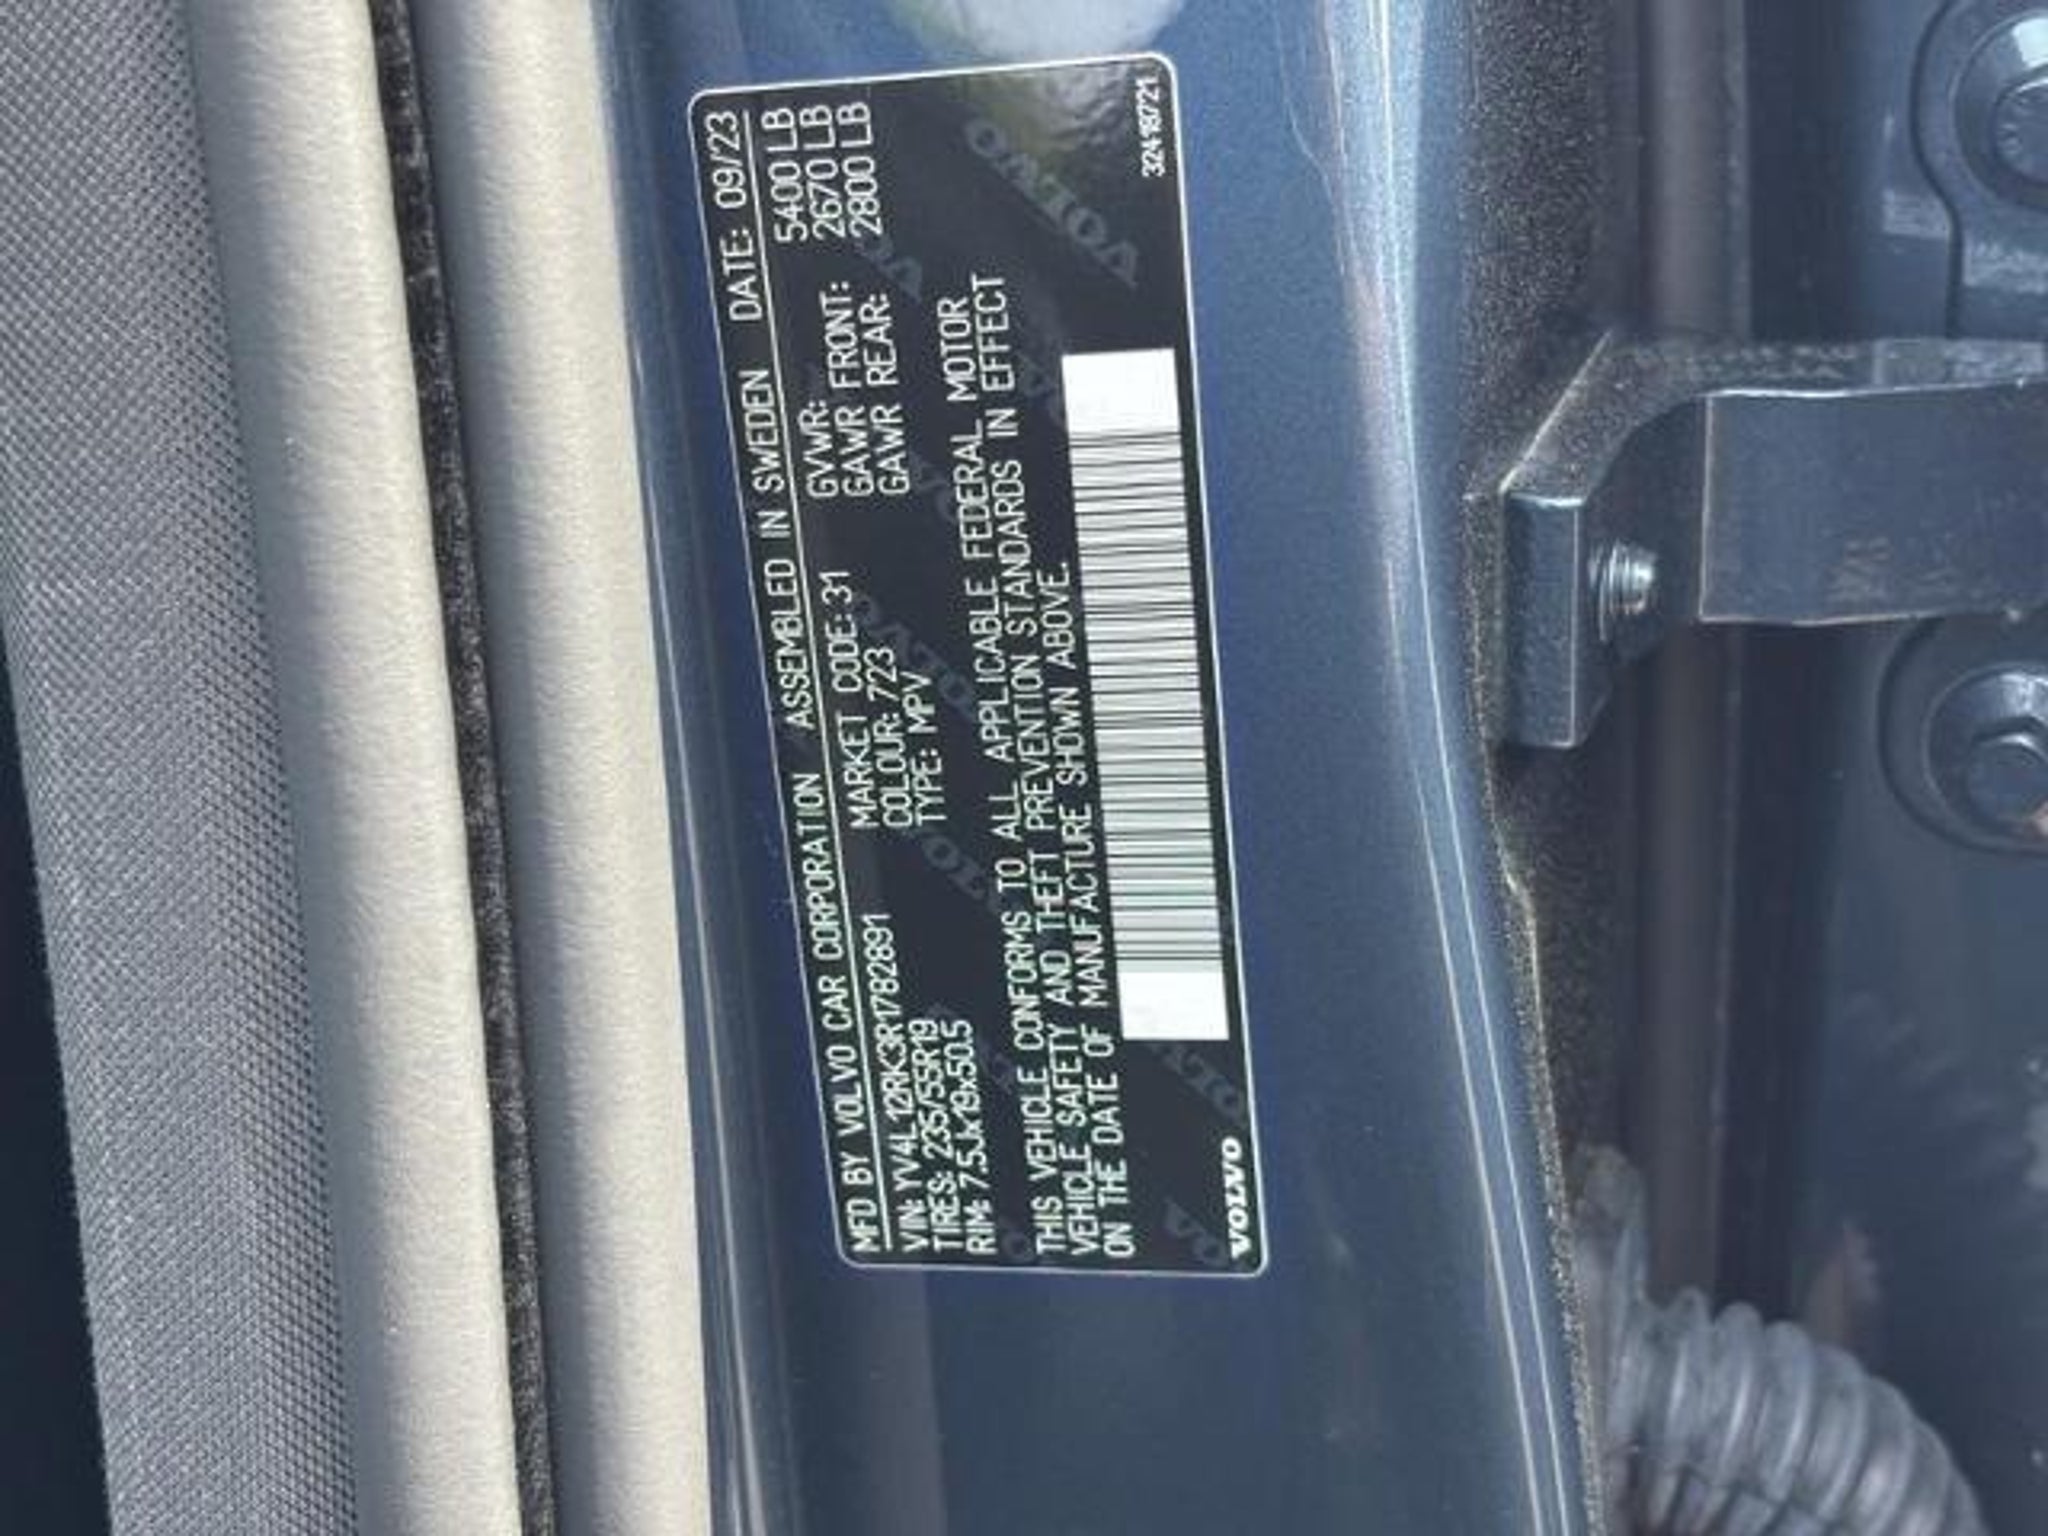 MFD BY VOLVO CAR CORPORATION ASSEMBLED IN SWEDEN DATE: 09/23
VIN: YV4L12RK3R1782891 MARKET CODE: 31 GVWR: 5400 LB
TIRES: 235/55R19 COLOUR: 723 GAWR FRONT: 2670 LB
RIM: 7.5Jx19x50.5 TYPE: MPV GAWR REAR: 2800 LB
THIS VEHICLE CONFORMS TO ALL APPLICABLE FEDERAL MOTOR
VEHICLE SAFETY AND THEFT PREVENTION STANDARDS IN EFFECT
ON THE DATE OF MANUFACTURE SHOWN ABOVE.
VOLVO 32418721